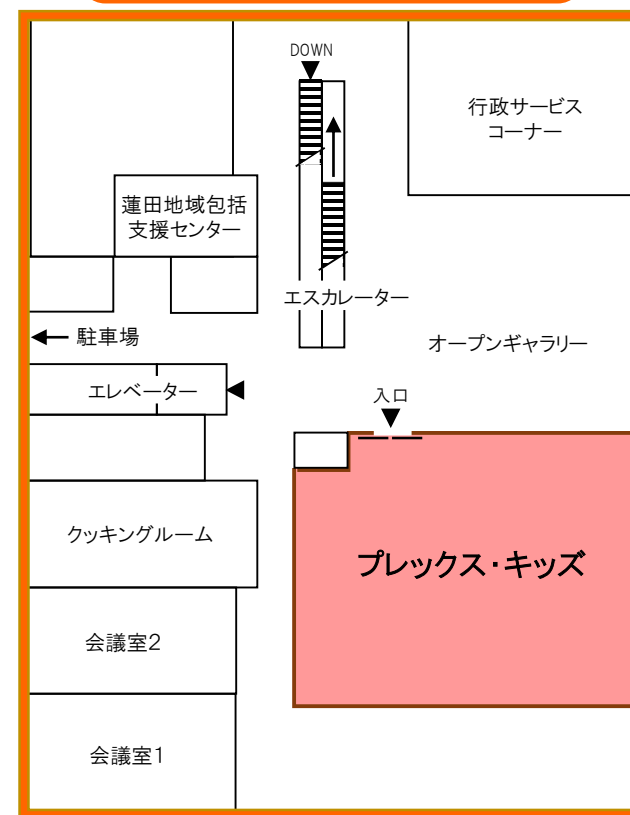 DOWN
行政サービス
コーナー
蓮田地域包括
支援センター
エスカレーター
駐車場
オープンギャラリー
エレベーター
入口
クッキングルーム
プレックス・キッズ
会議室2
会議室1